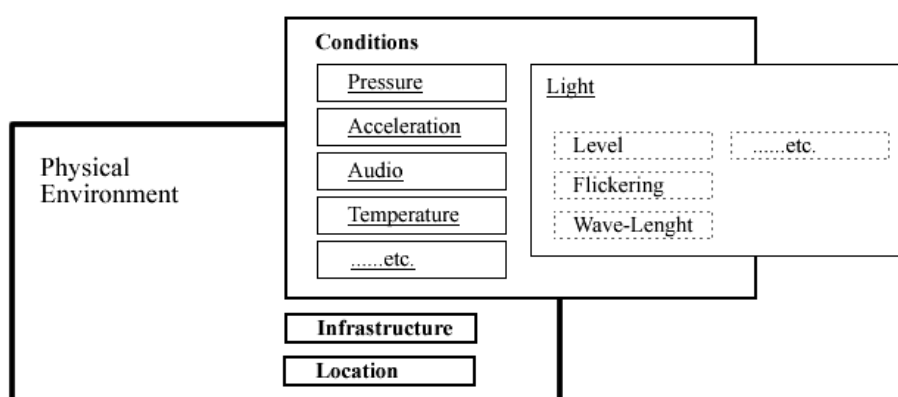 Conditions
Pressure
Light
Acceleration
Level
......etc.
Physical
Environment
Audio
Flickering
Temperature
Wave-Lenght
......etc.
Infrastructure
Location